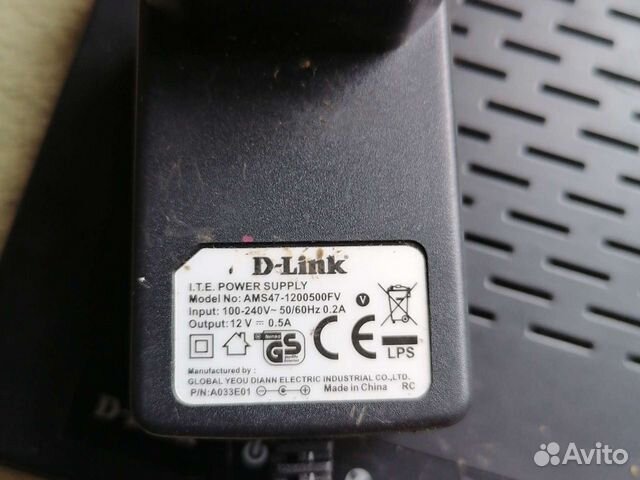 D-Link
I.T.E. POWER SUPPLY
Model No: AMS47-1200500FV
Input: 100-240V~ 50/60Hz 0.2A
Output: 12 V ⎓ 0.5A
V
GS
CE
LPS
Manufactured by :
GLOBAL YEOU DIANN ELECTRIC INDUSTRIAL CO.,LTD.
P/N:A033E01 Made in China RC
D-Link
Avito